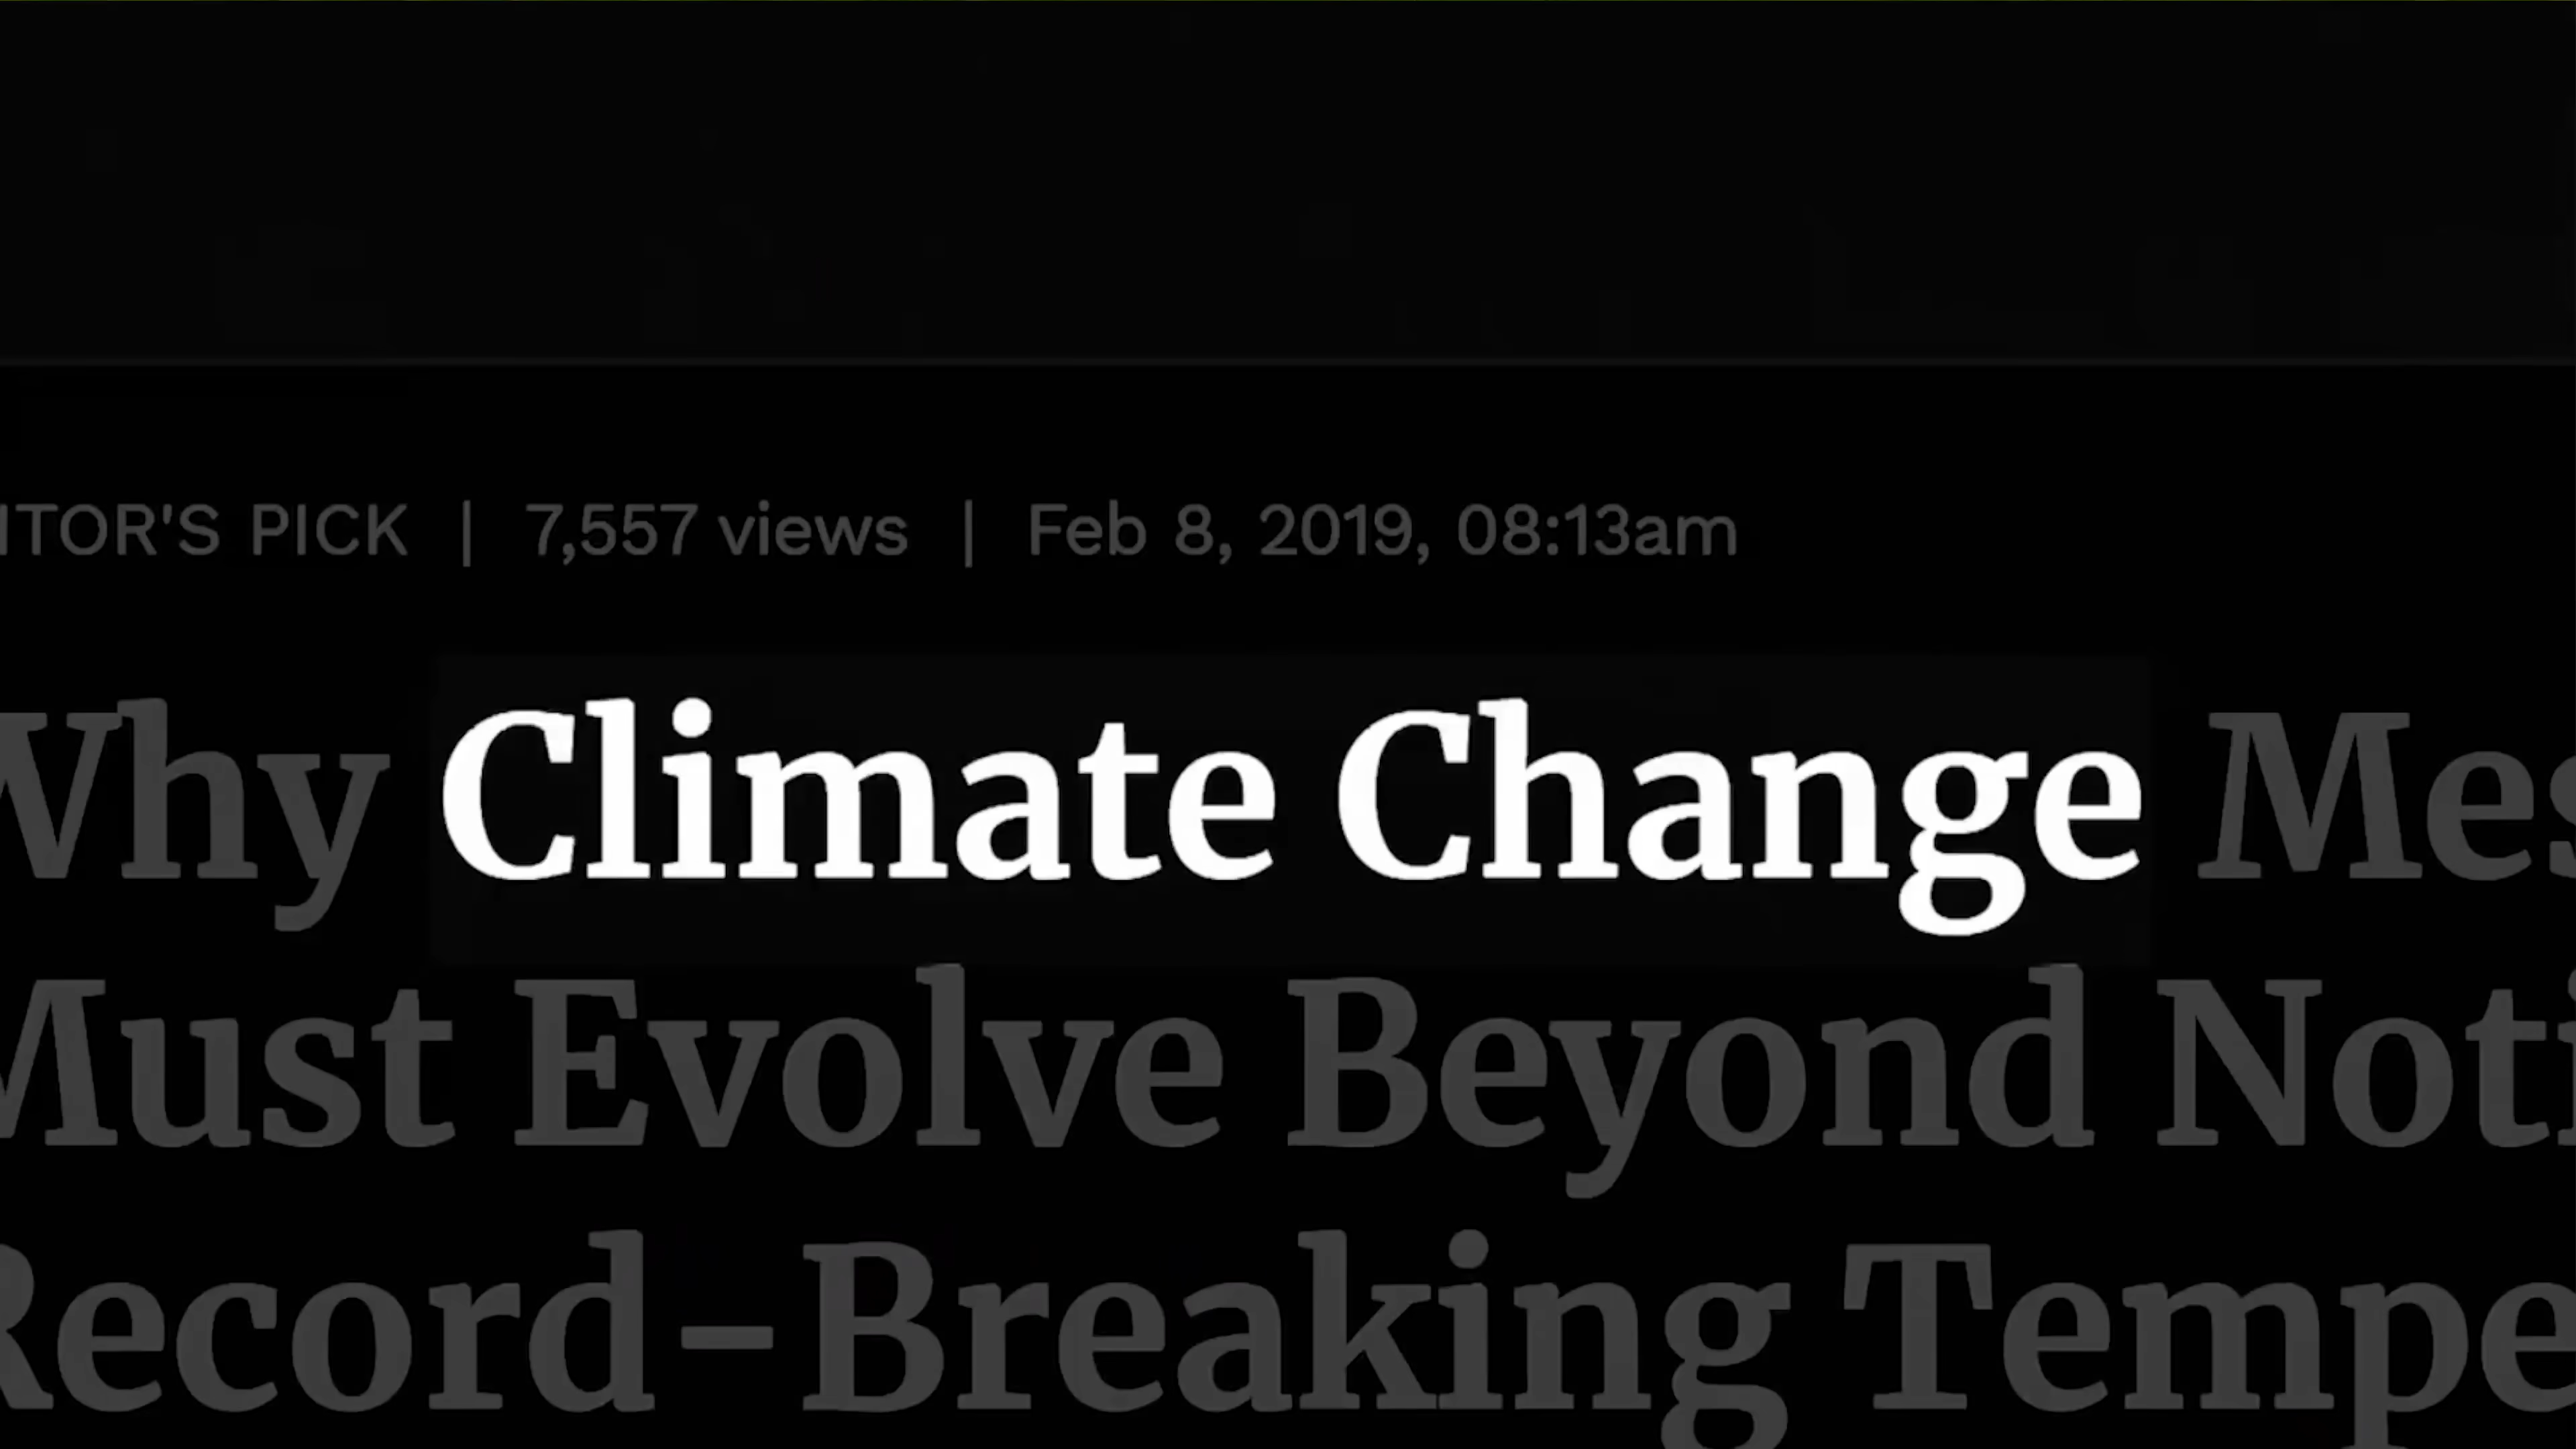 ITOR'S PICK | 7,557 views | Feb 8, 2019, 08:13am
Why Climate Change Mes
Must Evolve Beyond Noti
Record-Breaking Tempe